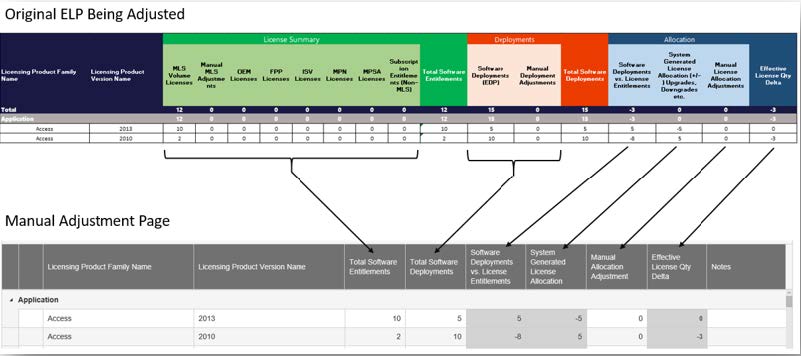 Original ELP Being Adjusted
License Summary Deployments Allocation
Licensing Product Family Name Licensing Product Version Name MLS Volume Licenses Manual MLS Adjustme nts OEM Licenses FPP Licenses ISV Licenses MPN Licenses MPSA Licenses Subscript ion Entitleme nts (Non-MLS) Total Software Entitlements Software Deployments (EDP) Manual Deployment Adjustments Total Software Deployments Software Deployments vs. License Entitlements System Generated License Allocation (+/-) Upgrades, Downgrades etc. Manual License Allocation Adjustments Effective License Qty Delta
Total 12 0 0 0 0 0 0 0 12 15 0 15 -3 0 0 -3
Application 12 0 0 0 0 0 0 0 12 15 0 15 -3 0 0 -3
Access 2013 10 0 0 0 0 0 0 0 10 5 0 5 5 -5 0 0
Access 2010 2 0 0 0 0 0 0 0 2 10 0 10 -8 5 0 -3
Manual Adjustment Page
Licensing Product Family Name Licensing Product Version Name Total Software Entitlements Total Software Deployments Software Deployments vs. License Entitlements System Generated License Allocation Manual Allocation Adjustment Effective License Qty Delta Notes
Application
Access 2013 10 5 5 -5 0 0
Access 2010 2 10 -8 5 0 -3